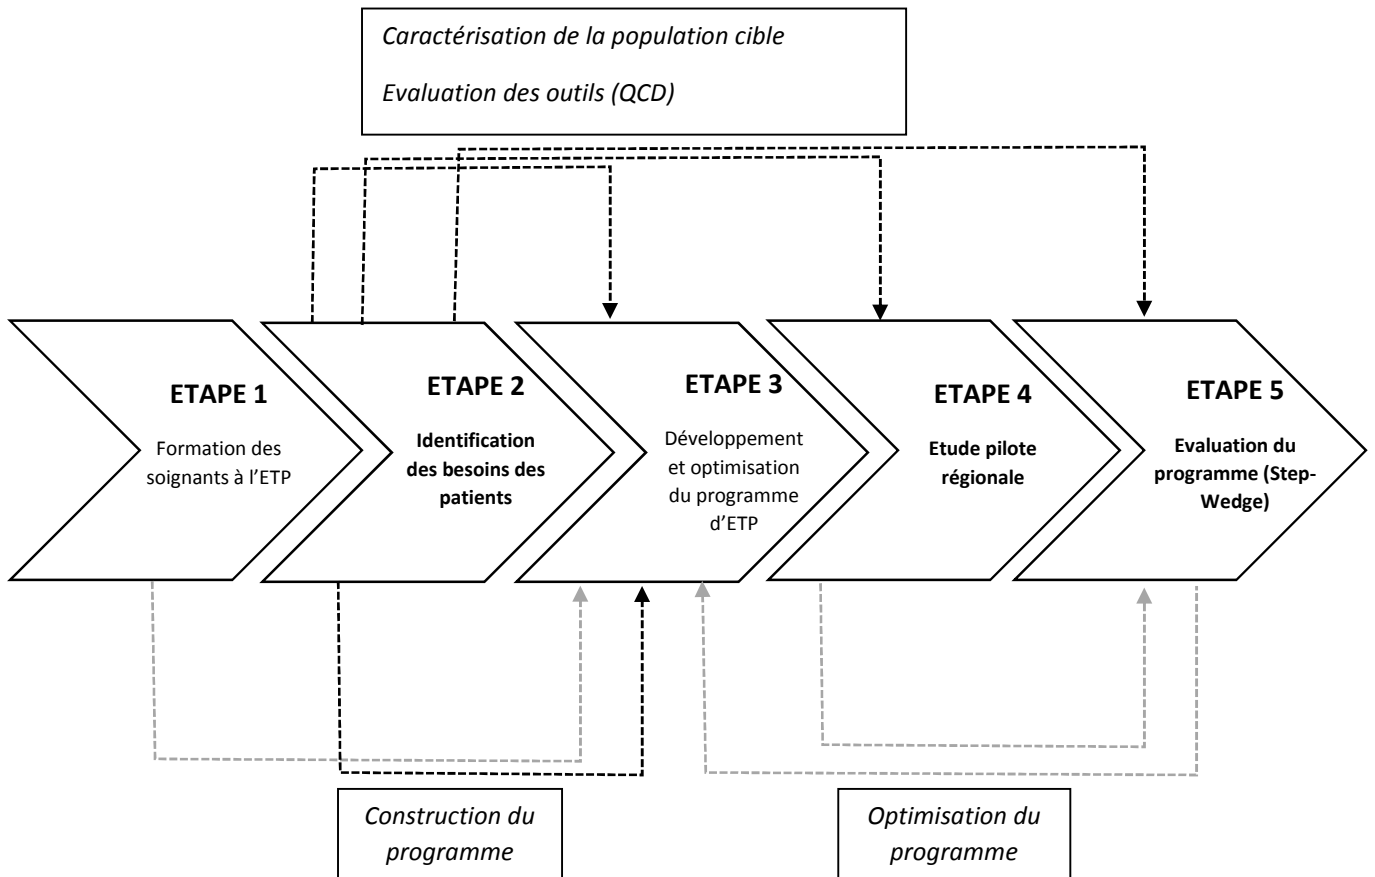 Caractérisation de la population cible
Evaluation des outils (QCD)
ETAPE 1
Formation des
soignants à l’ETP
ETAPE 2
Identification
des besoins des
patients
ETAPE 3
Développement
et optimisation
du programme
d’ETP
ETAPE 4
Etude pilote
régionale
ETAPE 5
Evaluation du
programme (Step-
Wedge)
Construction du
programme
Optimisation du
programme